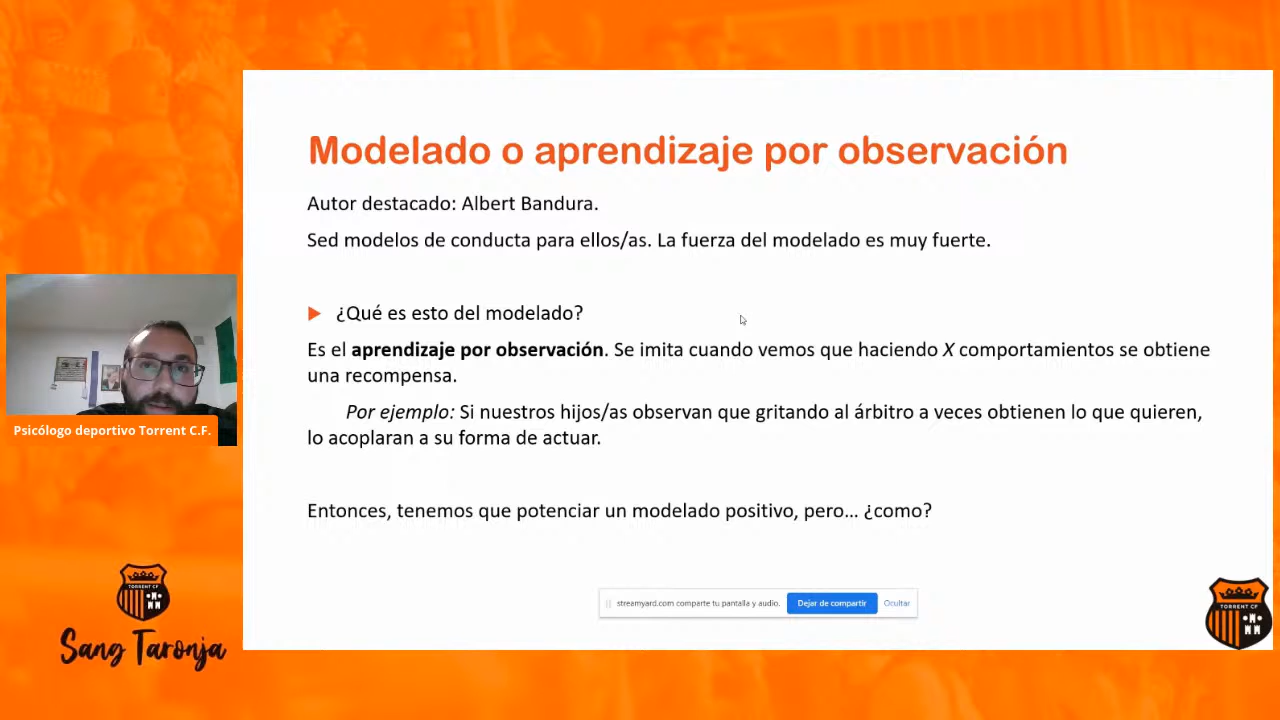 Modelado o aprendizaje por observación
Autor destacado: Albert Bandura.
Sed modelos de conducta para ellos/as. La fuerza del modelado es muy fuerte.
¿Qué es esto del modelado?
Es el aprendizaje por observación. Se imita cuando vemos que haciendo X comportamientos se obtiene
una recompensa.
Por ejemplo: Si nuestros hijos/as observan que gritando al árbitro a veces obtienen lo que quieren,
lo acoplaran a su forma de actuar.
Entonces, tenemos que potenciar un modelado positivo, pero... ¿como?
streamyard.com comparte tu pantalla y audio. Dejar de compartir Ocultar
Psicólogo deportivo Torrent C.F.
TORRENT CF
Sang Taronja
TORRENT CF